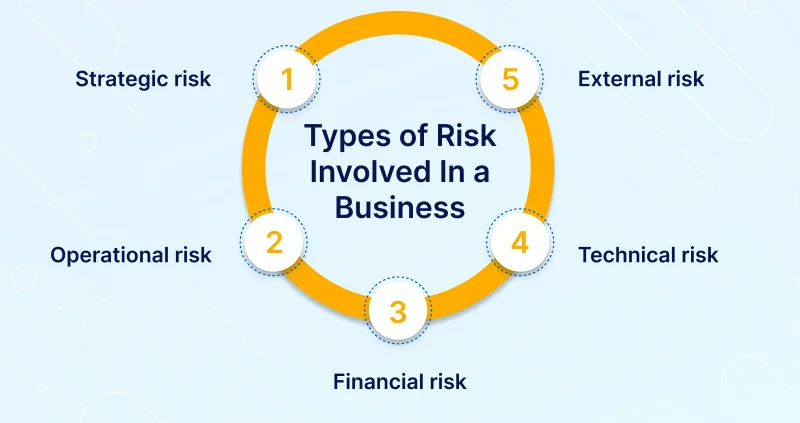 Types of Risk
Involved In a
Business
1
Strategic risk
2
Operational risk
3
Financial risk
4
Technical risk
5
External risk